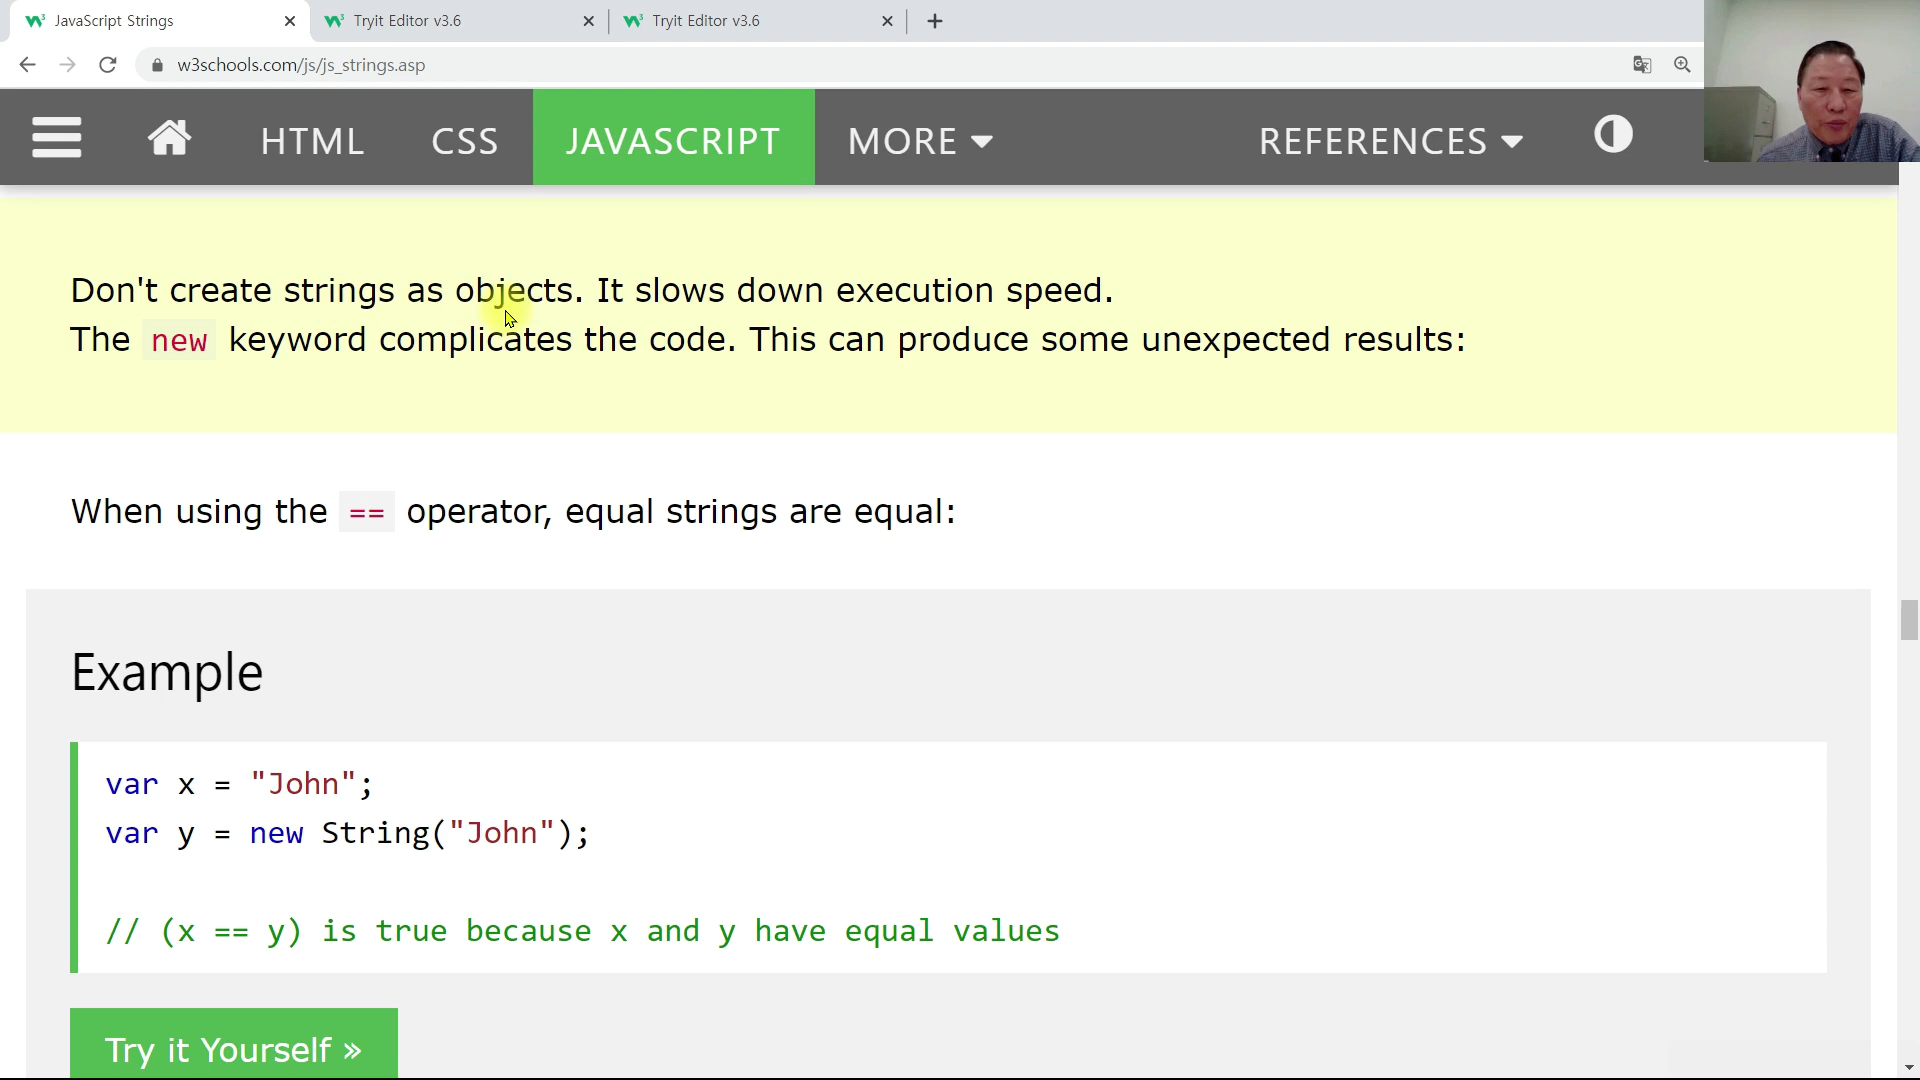 JavaScript Strings
Tryit Editor v3.6
Tryit Editor v3.6
w3schools.com/js/js_strings.asp
HTML CSS JAVASCRIPT MORE REFERENCES
Don't create strings as objects. It slows down execution speed.
The new keyword complicates the code. This can produce some unexpected results:
When using the == operator, equal strings are equal:
Example
var x = "John";
var y = new String("John");
// (x == y) is true because x and y have equal values
Try it Yourself »